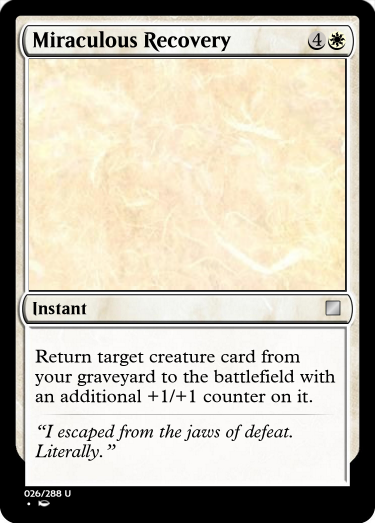 Miraculous Recovery 4
Instant
Return target creature card from
your graveyard to the battlefield with
an additional +1/+1 counter on it.
“I escaped from the jaws of defeat.
Literally.”
026/288 U